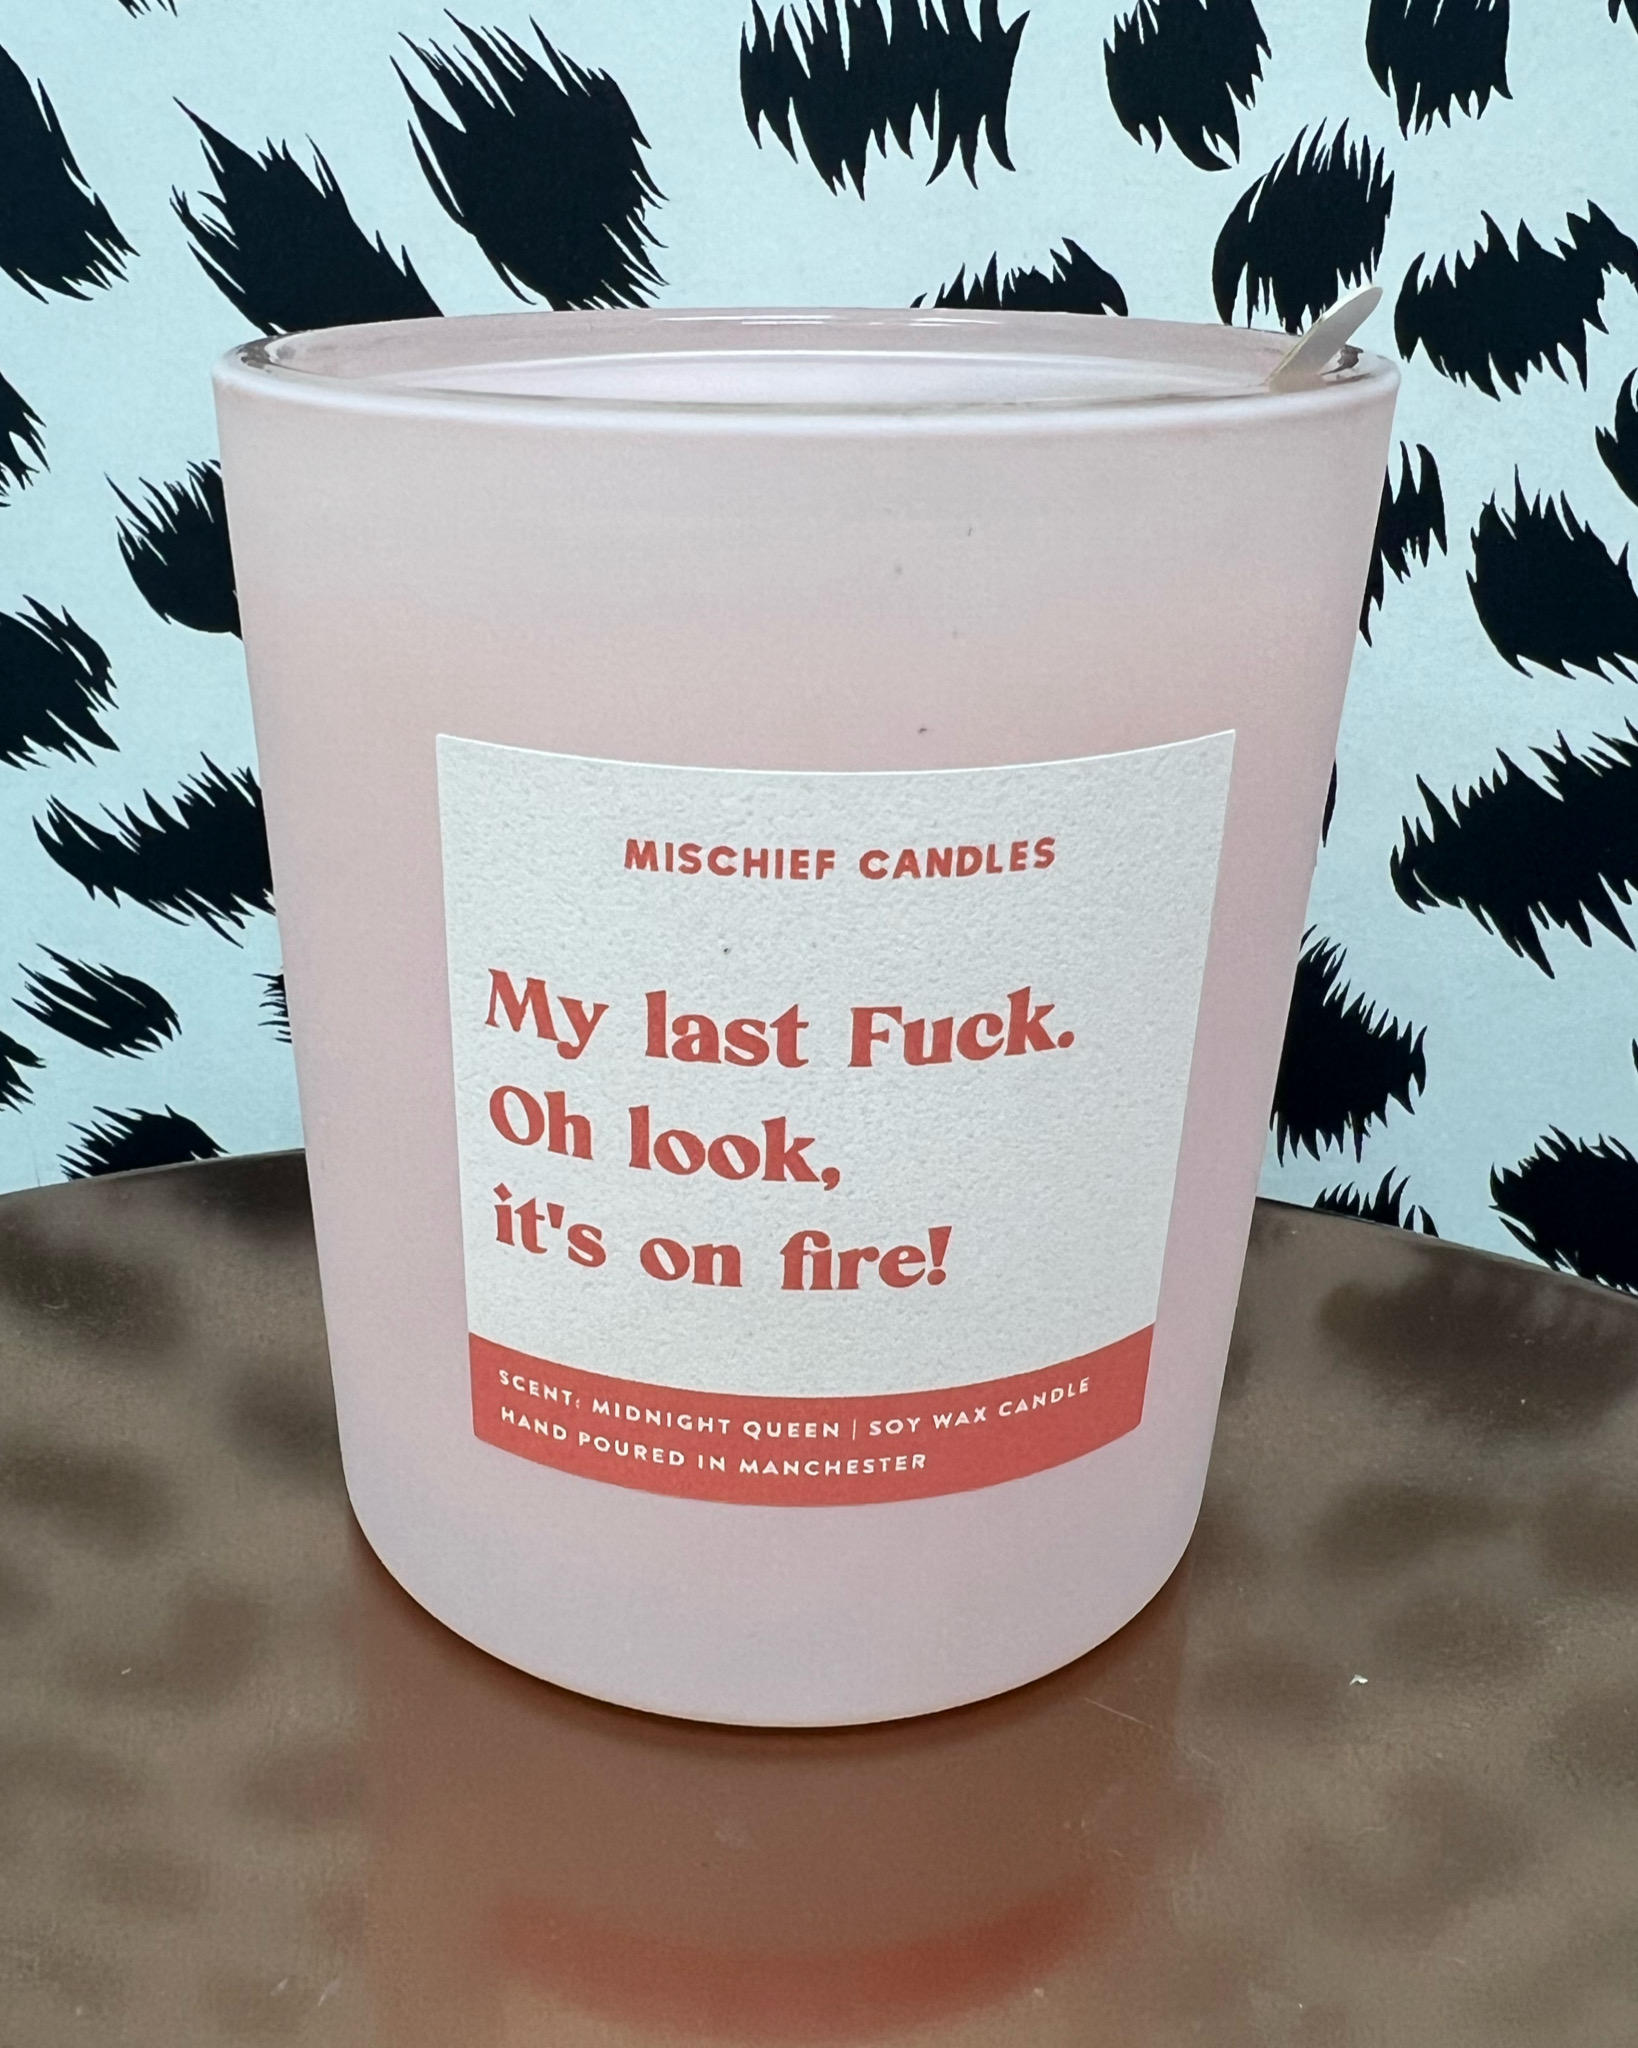 MISCHIEF CANDLES
My last Fuck.
Oh look,
it's on fire!
SCENT: MIDNIGHT QUEEN | SOY WAX CANDLE
HAND POURED IN MANCHESTER